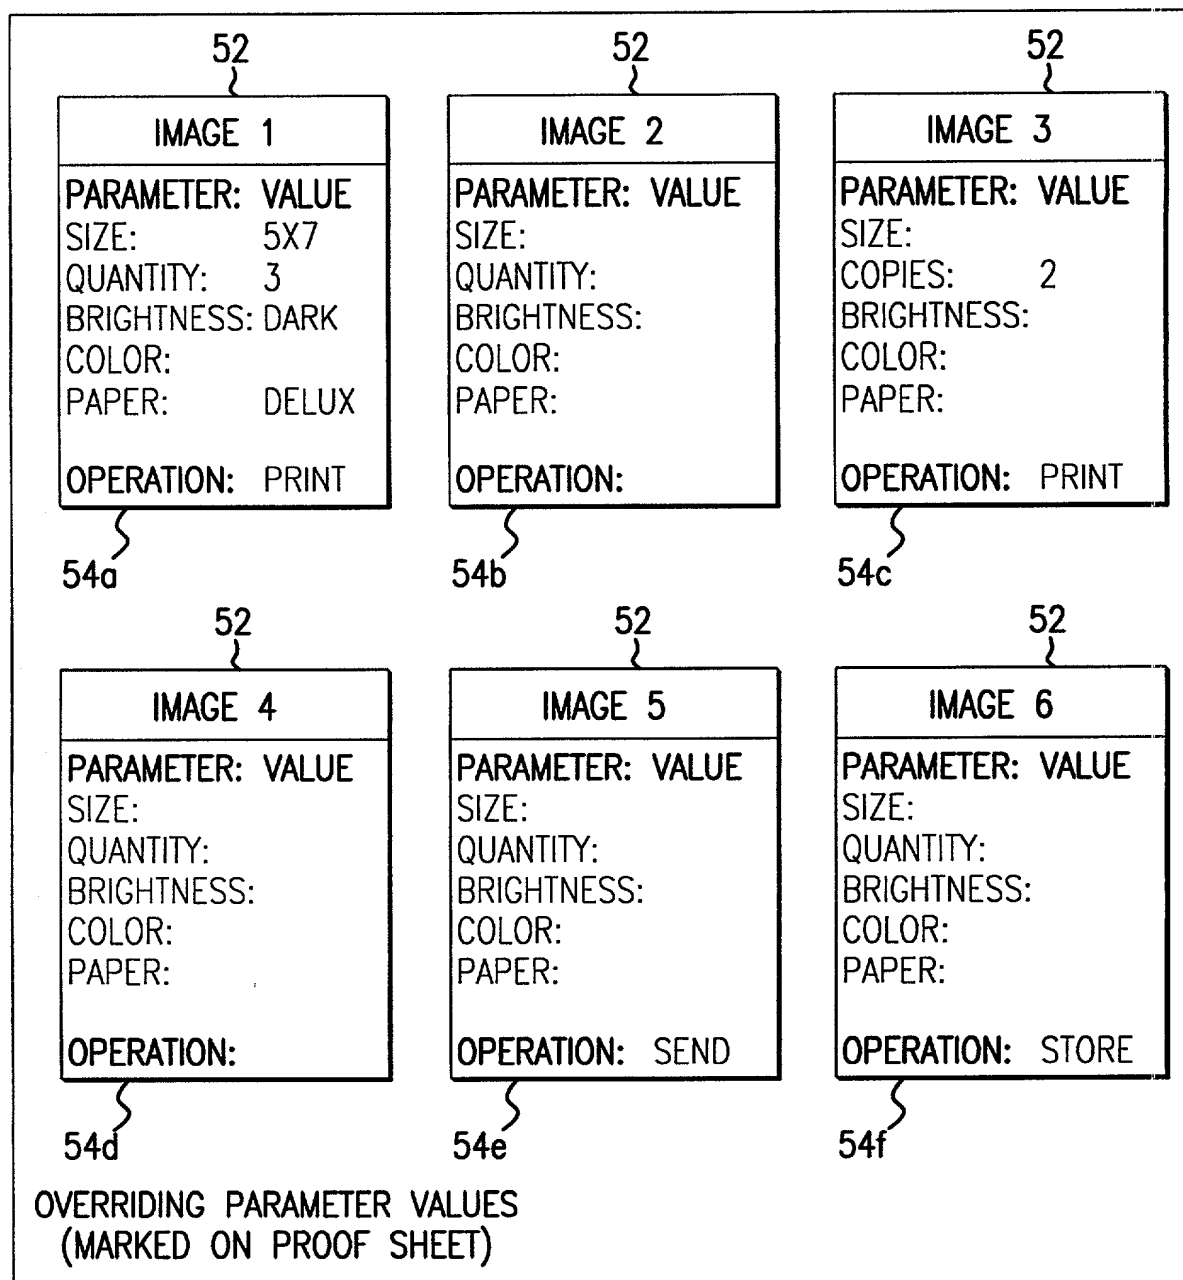 52
IMAGE 1
PARAMETER: VALUE
SIZE: 5X7
QUANTITY: 3
BRIGHTNESS: DARK
COLOR:
PAPER: DELUX
OPERATION: PRINT
54a
52
IMAGE 2
PARAMETER: VALUE
SIZE:
QUANTITY:
BRIGHTNESS:
COLOR:
PAPER:
OPERATION:
54b
52
IMAGE 3
PARAMETER: VALUE
SIZE:
COPIES: 2
BRIGHTNESS:
COLOR:
PAPER:
OPERATION: PRINT
54c
52
IMAGE 4
PARAMETER: VALUE
SIZE:
QUANTITY:
BRIGHTNESS:
COLOR:
PAPER:
OPERATION:
54d
52
IMAGE 5
PARAMETER: VALUE
SIZE:
QUANTITY:
BRIGHTNESS:
COLOR:
PAPER:
OPERATION: SEND
54e
52
IMAGE 6
PARAMETER: VALUE
SIZE:
QUANTITY:
BRIGHTNESS:
COLOR:
PAPER:
OPERATION: STORE
54f
OVERRIDING PARAMETER VALUES
(MARKED ON PROOF SHEET)